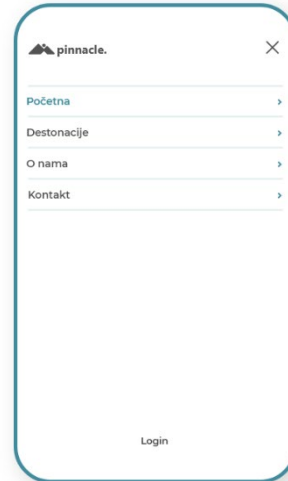 pinnacle.
Početna
Destonacije
O nama
Kontakt
Login